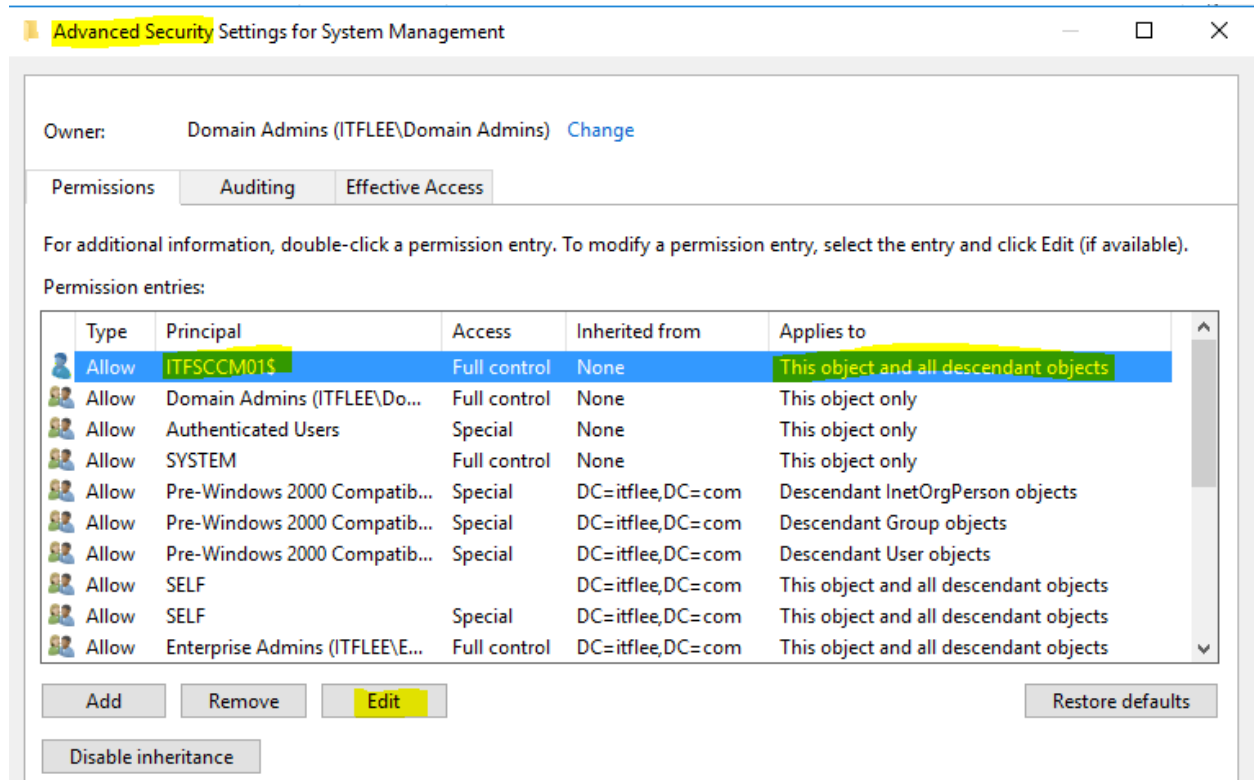 Advanced Security Settings for System Management
Owner: Domain Admins (ITFLEE\Domain Admins) Change
Permissions Auditing Effective Access
For additional information, double-click a permission entry. To modify a permission entry, select the entry and click Edit (if available).
Permission entries:
Type Principal Access Inherited from Applies to
Allow ITFSCCM01$ Full control None This object and all descendant objects
Allow Domain Admins (ITFLEE\Do... Full control None This object only
Allow Authenticated Users Special None This object only
Allow SYSTEM Full control None This object only
Allow Pre-Windows 2000 Compatib... Special DC=itflee,DC=com Descendant InetOrgPerson objects
Allow Pre-Windows 2000 Compatib... Special DC=itflee,DC=com Descendant Group objects
Allow Pre-Windows 2000 Compatib... Special DC=itflee,DC=com Descendant User objects
Allow SELF DC=itflee,DC=com This object and all descendant objects
Allow SELF Special DC=itflee,DC=com This object and all descendant objects
Allow Enterprise Admins (ITFLEE\E... Full control DC=itflee,DC=com This object and all descendant objects
Add Remove Edit Restore defaults
Disable inheritance